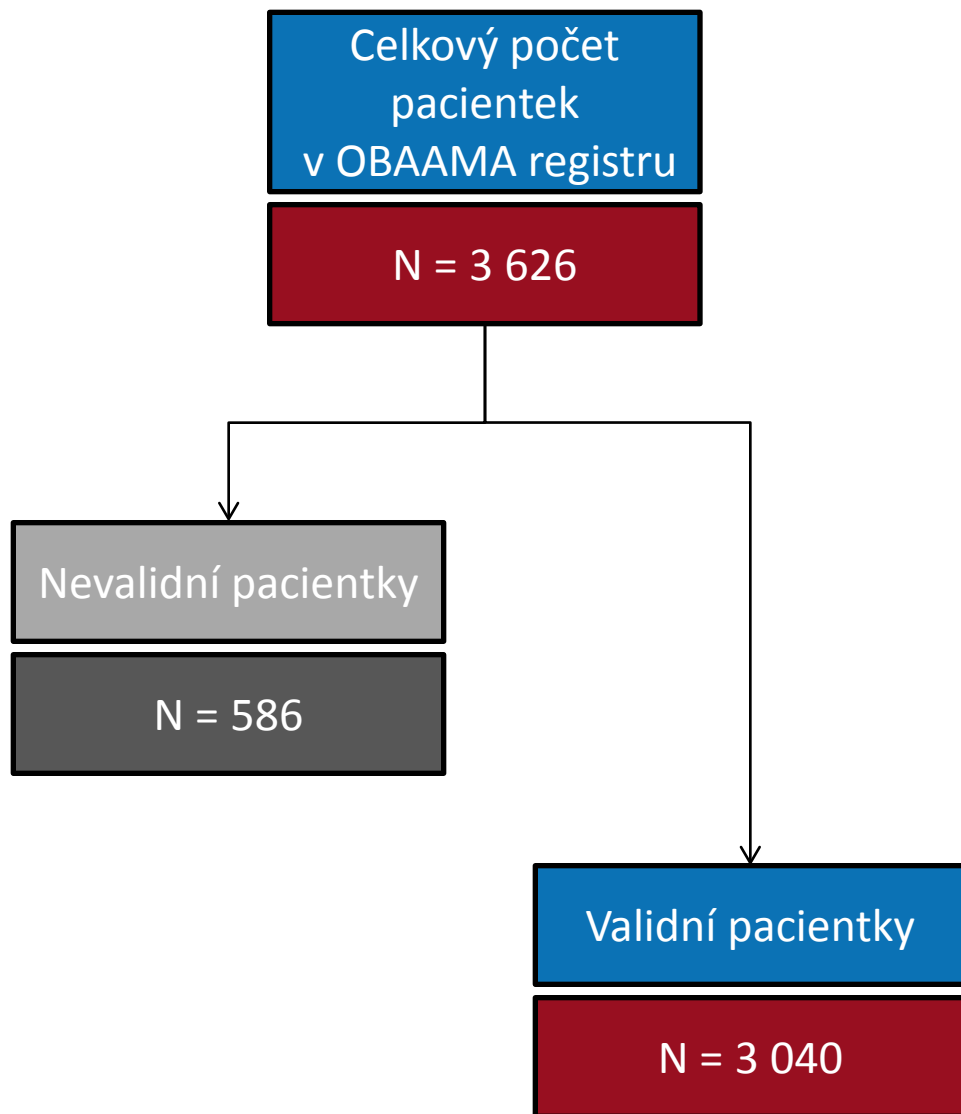 Celkový počet
pacientek
v OBAAMA registru
N = 3 626
Nevalidní pacientky
N = 586
Validní pacientky
N = 3 040